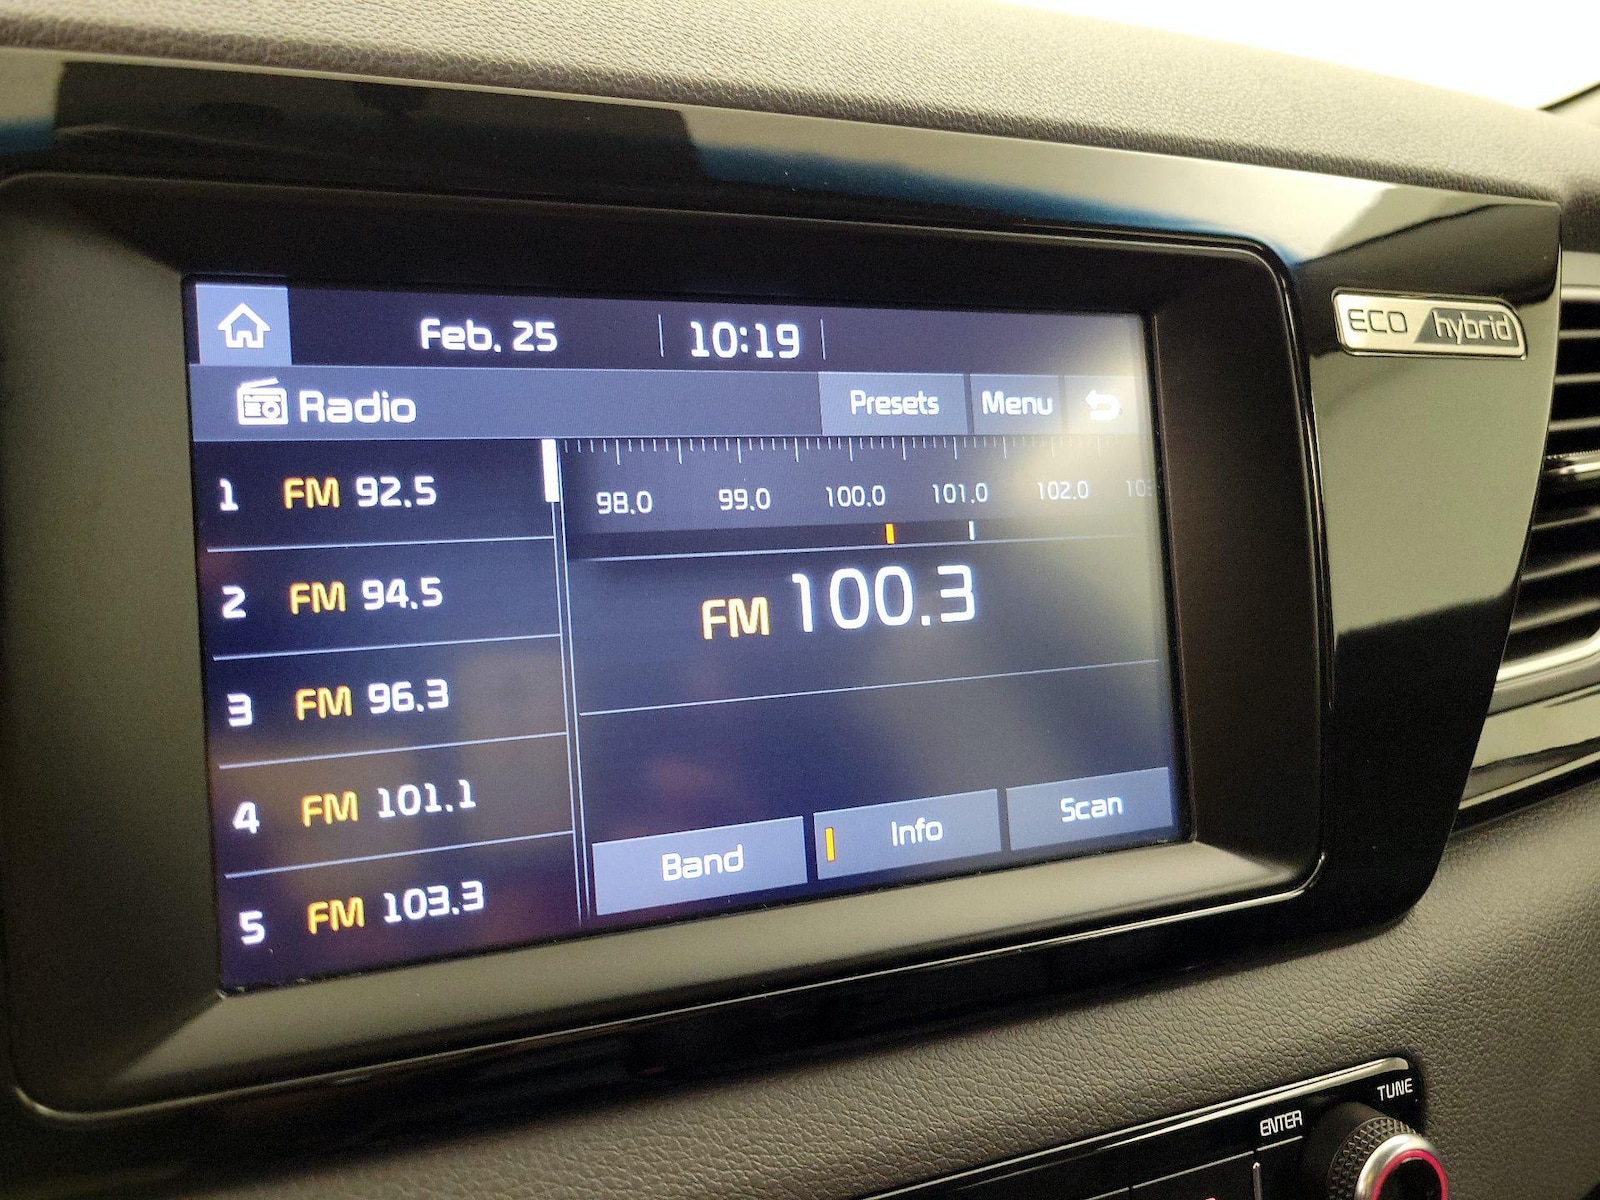 Feb. 25 10:19
ECO hybrid
Radio Presets Menu
1 FM 92.5
98.0 99.0 100.0 101.0 102.0
2 FM 94.5
FM 100.3
3 FM 96.3
4 FM 101.1
5 FM 103.3
Band Info Scan
ENTER TUNE